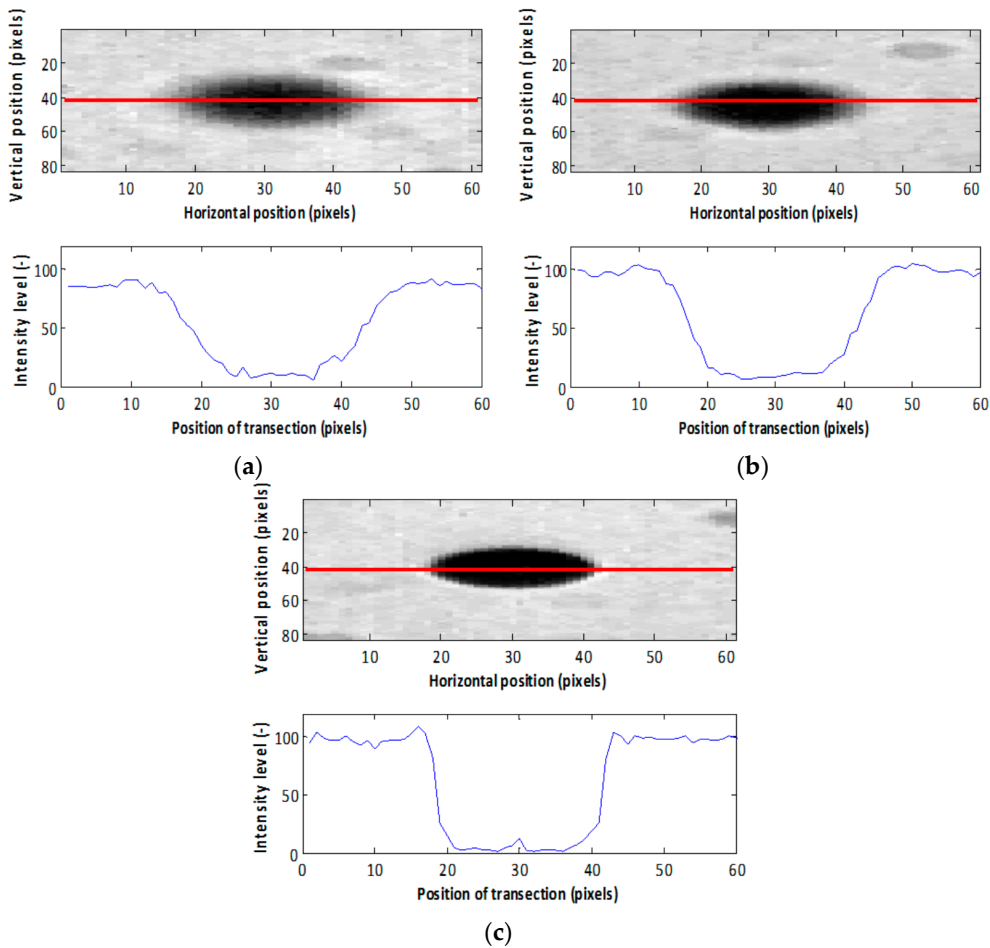 Vertical position (pixels)
20
40
60
80
10 20 30 40 50 60
Horizontal position (pixels)
Intensity level (-)
100
50
0
0 10 20 30 40 50 60
Position of transection (pixels)
(a)
Vertical position (pixels)
20
40
60
80
10 20 30 40 50 60
Horizontal position (pixels)
Intensity level (-)
100
50
0
0 10 20 30 40 50 60
Position of transection (pixels)
(b)
Vertical position (pixels)
20
40
60
80
10 20 30 40 50 60
Horizontal position (pixels)
Intensity level (-)
100
50
0
0 10 20 30 40 50 60
Position of transection (pixels)
(c)